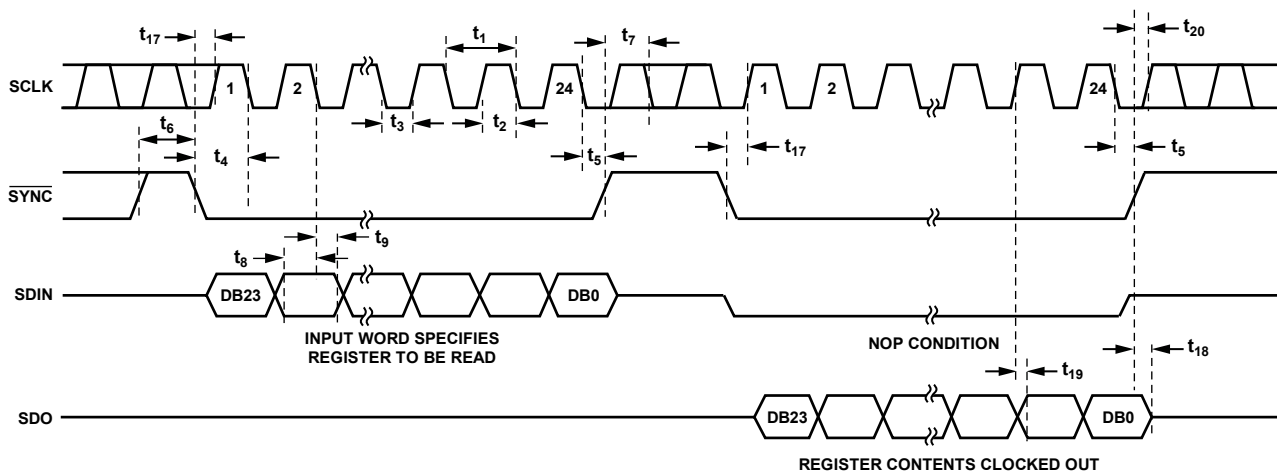 t17
t1
t7
t20
SCLK
1
2
24
1
2
24
t6
t4
t3
t2
t5
t17
t5
SYNC
t8
t9
SDIN
DB23
DB0
INPUT WORD SPECIFIES
REGISTER TO BE READ
NOP CONDITION
t19
t18
SDO
DB23
DB0
REGISTER CONTENTS CLOCKED OUT